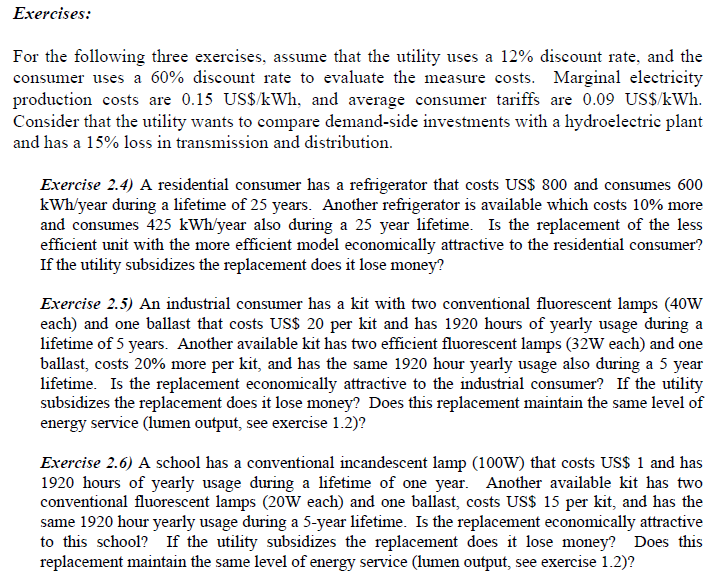 Exercises:
For the following three exercises, assume that the utility uses a 12% discount rate, and the
consumer uses a 60% discount rate to evaluate the measure costs. Marginal electricity
production costs are 0.15 US$/kWh, and average consumer tariffs are 0.09 US$/kWh.
Consider that the utility wants to compare demand-side investments with a hydroelectric plant
and has a 15% loss in transmission and distribution.
Exercise 2.4) A residential consumer has a refrigerator that costs US$ 800 and consumes 600
kWh/year during a lifetime of 25 years. Another refrigerator is available which costs 10% more
and consumes 425 kWh/year also during a 25 year lifetime. Is the replacement of the less
efficient unit with the more efficient model economically attractive to the residential consumer?
If the utility subsidizes the replacement does it lose money?
Exercise 2.5) An industrial consumer has a kit with two conventional fluorescent lamps (40W
each) and one ballast that costs US$ 20 per kit and has 1920 hours of yearly usage during a
lifetime of 5 years. Another available kit has two efficient fluorescent lamps (32W each) and one
ballast, costs 20% more per kit, and has the same 1920 hour yearly usage also during a 5 year
lifetime. Is the replacement economically attractive to the industrial consumer? If the utility
subsidizes the replacement does it lose money? Does this replacement maintain the same level of
energy service (lumen output, see exercise 1.2)?
Exercise 2.6) A school has a conventional incandescent lamp (100W) that costs US$ 1 and has
1920 hours of yearly usage during a lifetime of one year. Another available kit has two
conventional fluorescent lamps (20W each) and one ballast, costs US$ 15 per kit, and has the
same 1920 hour yearly usage during a 5-year lifetime. Is the replacement economically attractive
to this school? If the utility subsidizes the replacement does it lose money? Does this
replacement maintain the same level of energy service (lumen output, see exercise 1.2)?